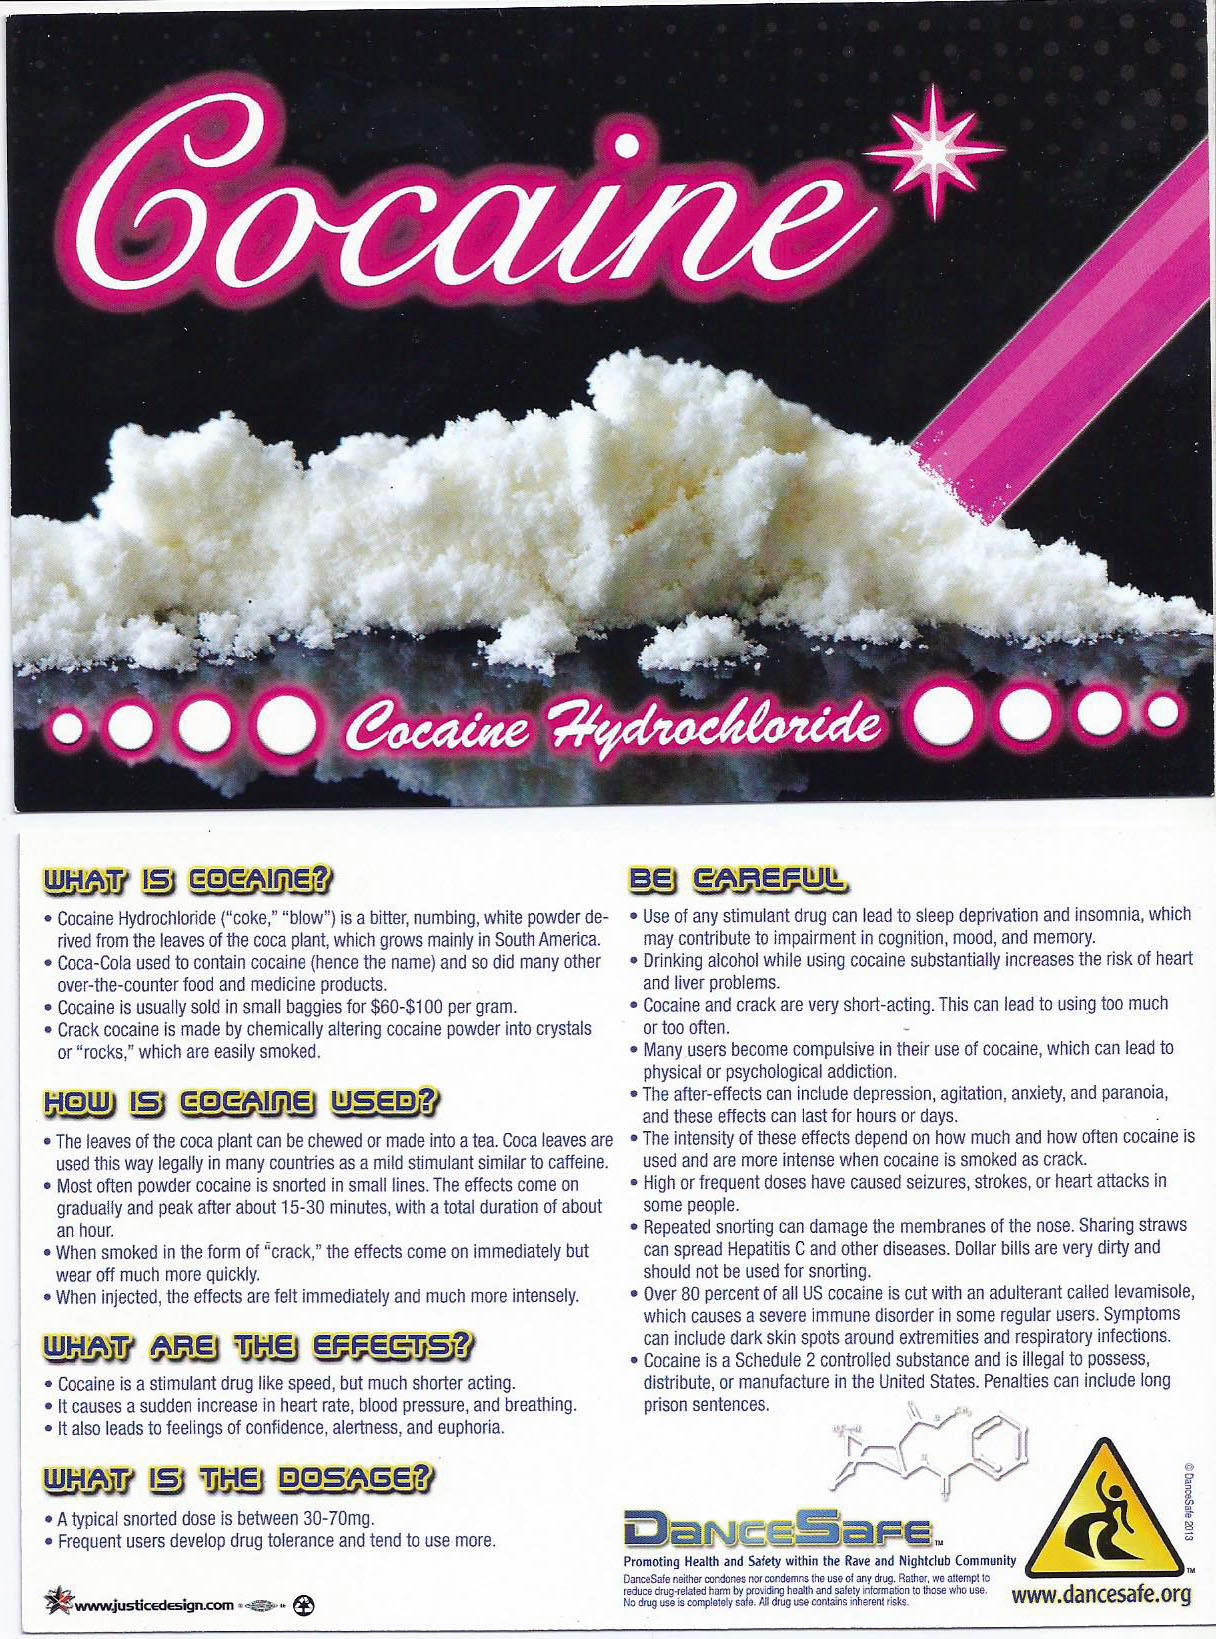 Cocaine
Cocaine Hydrochloride
WHAT IS COCAINE?
• Cocaine Hydrochloride (“coke,” “blow”) is a bitter, numbing, white powder de-
rived from the leaves of the coca plant, which grows mainly in South America.
• Coca-Cola used to contain cocaine (hence the name) and so did many other
over-the-counter food and medicine products.
• Cocaine is usually sold in small baggies for $60-$100 per gram.
• Crack cocaine is made by chemically altering cocaine powder into crystals
or “rocks,” which are easily smoked.
HOW IS COCAINE USED?
• The leaves of the coca plant can be chewed or made into a tea. Coca leaves are
used this way legally in many countries as a mild stimulant similar to caffeine.
• Most often powder cocaine is snorted in small lines. The effects come on
gradually and peak after about 15-30 minutes, with a total duration of about
an hour.
• When smoked in the form of “crack,” the effects come on immediately but
wear off much more quickly.
• When injected, the effects are felt immediately and much more intensely.
WHAT ARE THE EFFECTS?
• Cocaine is a stimulant drug like speed, but much shorter acting.
• It causes a sudden increase in heart rate, blood pressure, and breathing.
• It also leads to feelings of confidence, alertness, and euphoria.
WHAT IS THE DOSAGE?
• A typical snorted dose is between 30-70mg.
• Frequent users develop drug tolerance and tend to use more.
www.justicedesign.com
BE CAREFUL
• Use of any stimulant drug can lead to sleep deprivation and insomnia, which
may contribute to impairment in cognition, mood, and memory.
• Drinking alcohol while using cocaine substantially increases the risk of heart
and liver problems.
• Cocaine and crack are very short-acting. This can lead to using too much
or too often.
• Many users become compulsive in their use of cocaine, which can lead to
physical or psychological addiction.
• The after-effects can include depression, agitation, anxiety, and paranoia,
and these effects can last for hours or days.
• The intensity of these effects depend on how much and how often cocaine is
used and are more intense when cocaine is smoked as crack.
• High or frequent doses have caused seizures, strokes, or heart attacks in
some people.
• Repeated snorting can damage the membranes of the nose. Sharing straws
can spread Hepatitis C and other diseases. Dollar bills are very dirty and
should not be used for snorting.
• Over 80 percent of all US cocaine is cut with an adulterant called levamisole,
which causes a severe immune disorder in some regular users. Symptoms
can include dark skin spots around extremities and respiratory infections.
• Cocaine is a Schedule 2 controlled substance and is illegal to possess,
distribute, or manufacture in the United States. Penalties can include long
prison sentences.
DANCESAFE™
Promoting Health and Safety within the Rave and Nightclub Community
DanceSafe neither condones nor condemns the use of any drug. Rather, we attempt to
reduce drug-related harm by providing health and safety information to those who use.
No drug use is completely safe. All drug use contains inherent risks.
© DanceSafe 2013
™
www.dancesafe.org